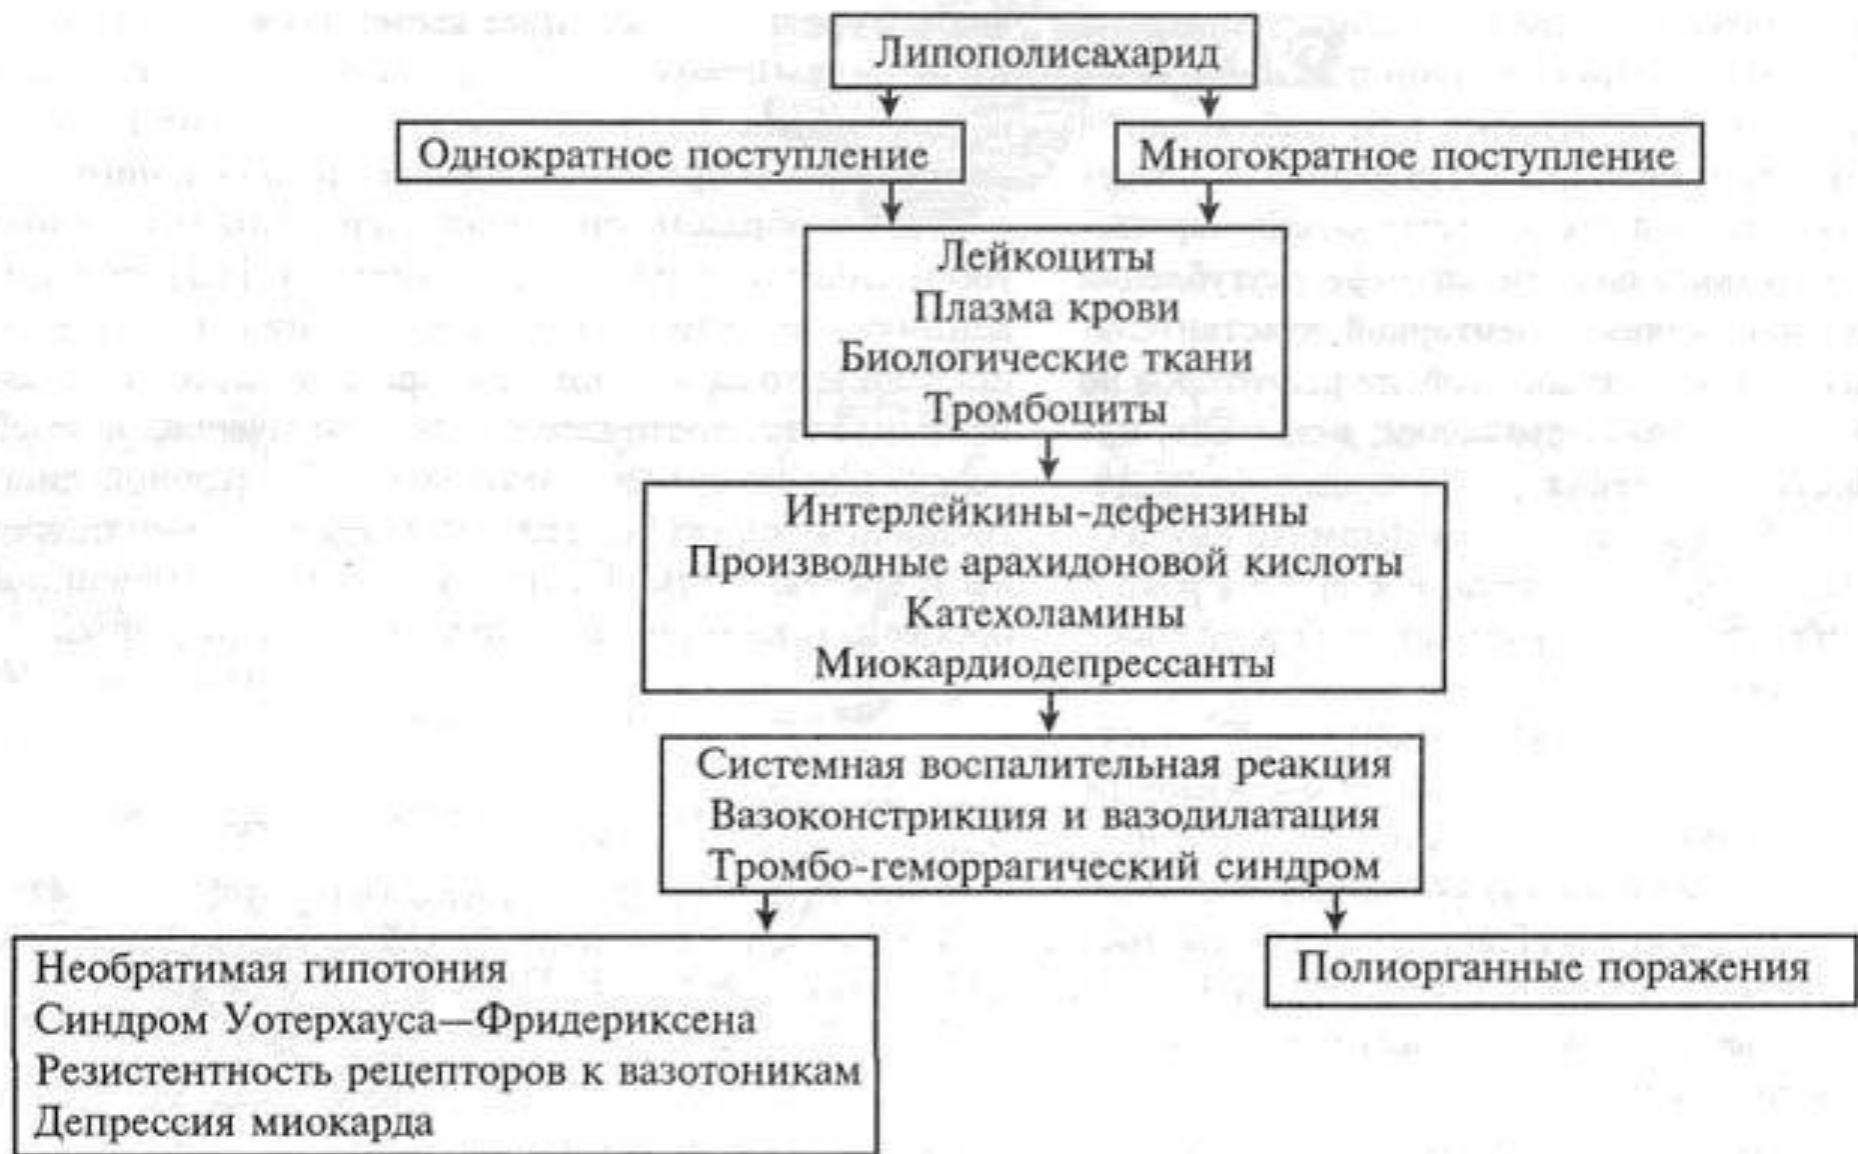 Липополисахарид
Однократное поступление
Многократное поступление
Лейкоциты
Плазма крови
Биологические ткани
Тромбоциты
Интерлейкины-дефензины
Производные арахидоновой кислоты
Катехоламины
Миокардиодепрессанты
Системная воспалительная реакция
Вазоконстрикция и вазодилатация
Тромбо-геморрагический синдром
Необратимая гипотония
Синдром Уотерхауса—Фридериксена
Резистентность рецепторов к вазотоникам
Депрессия миокарда
Полиорганные поражения